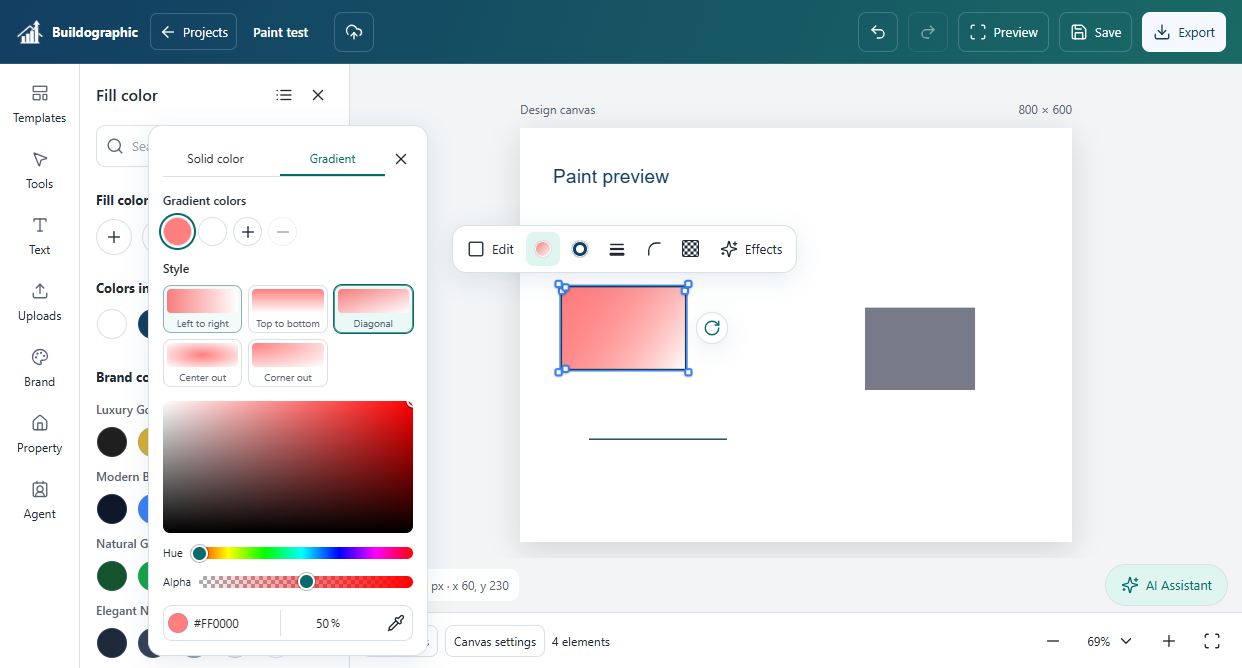 Buildographic
Projects
Paint test
Preview
Save
Export
Templates
Tools
Text
Uploads
Brand
Property
Agent
Fill color
Fill color
Colors in
Brand
Luxury
Modern
Natural
Elegant
Solid color
Gradient
Gradient colors
Style
Left to right
Top to bottom
Diagonal
Center out
Corner out
Hue
Alpha
#FF0000
50 %
Design canvas
800 × 600
Paint preview
Edit
Effects
px · x 60, y 230
AI Assistant
Canvas settings
4 elements
69%